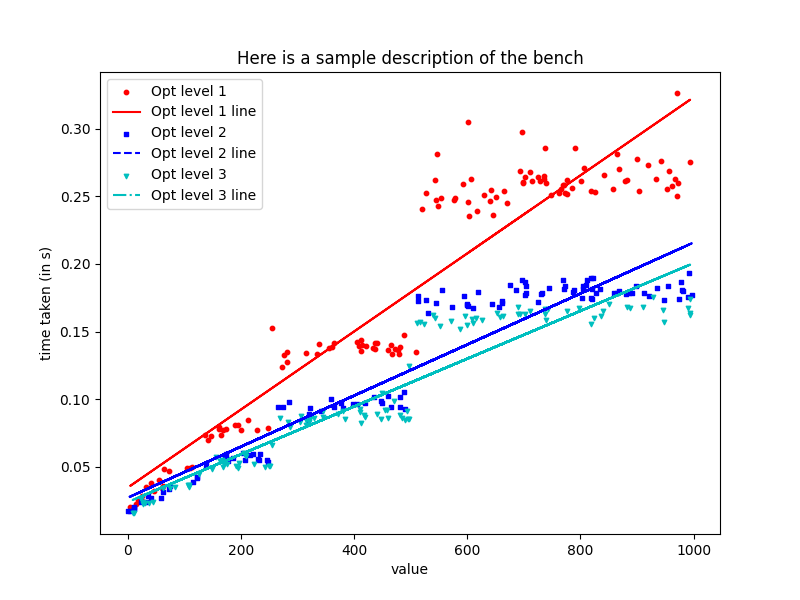 Here is a sample description of the bench
Opt level 1
Opt level 1 line
Opt level 2
Opt level 2 line
Opt level 3
Opt level 3 line
0.30
0.25
0.20
0.15
0.10
0.05
time taken (in s)
0 200 400 600 800 1000
value